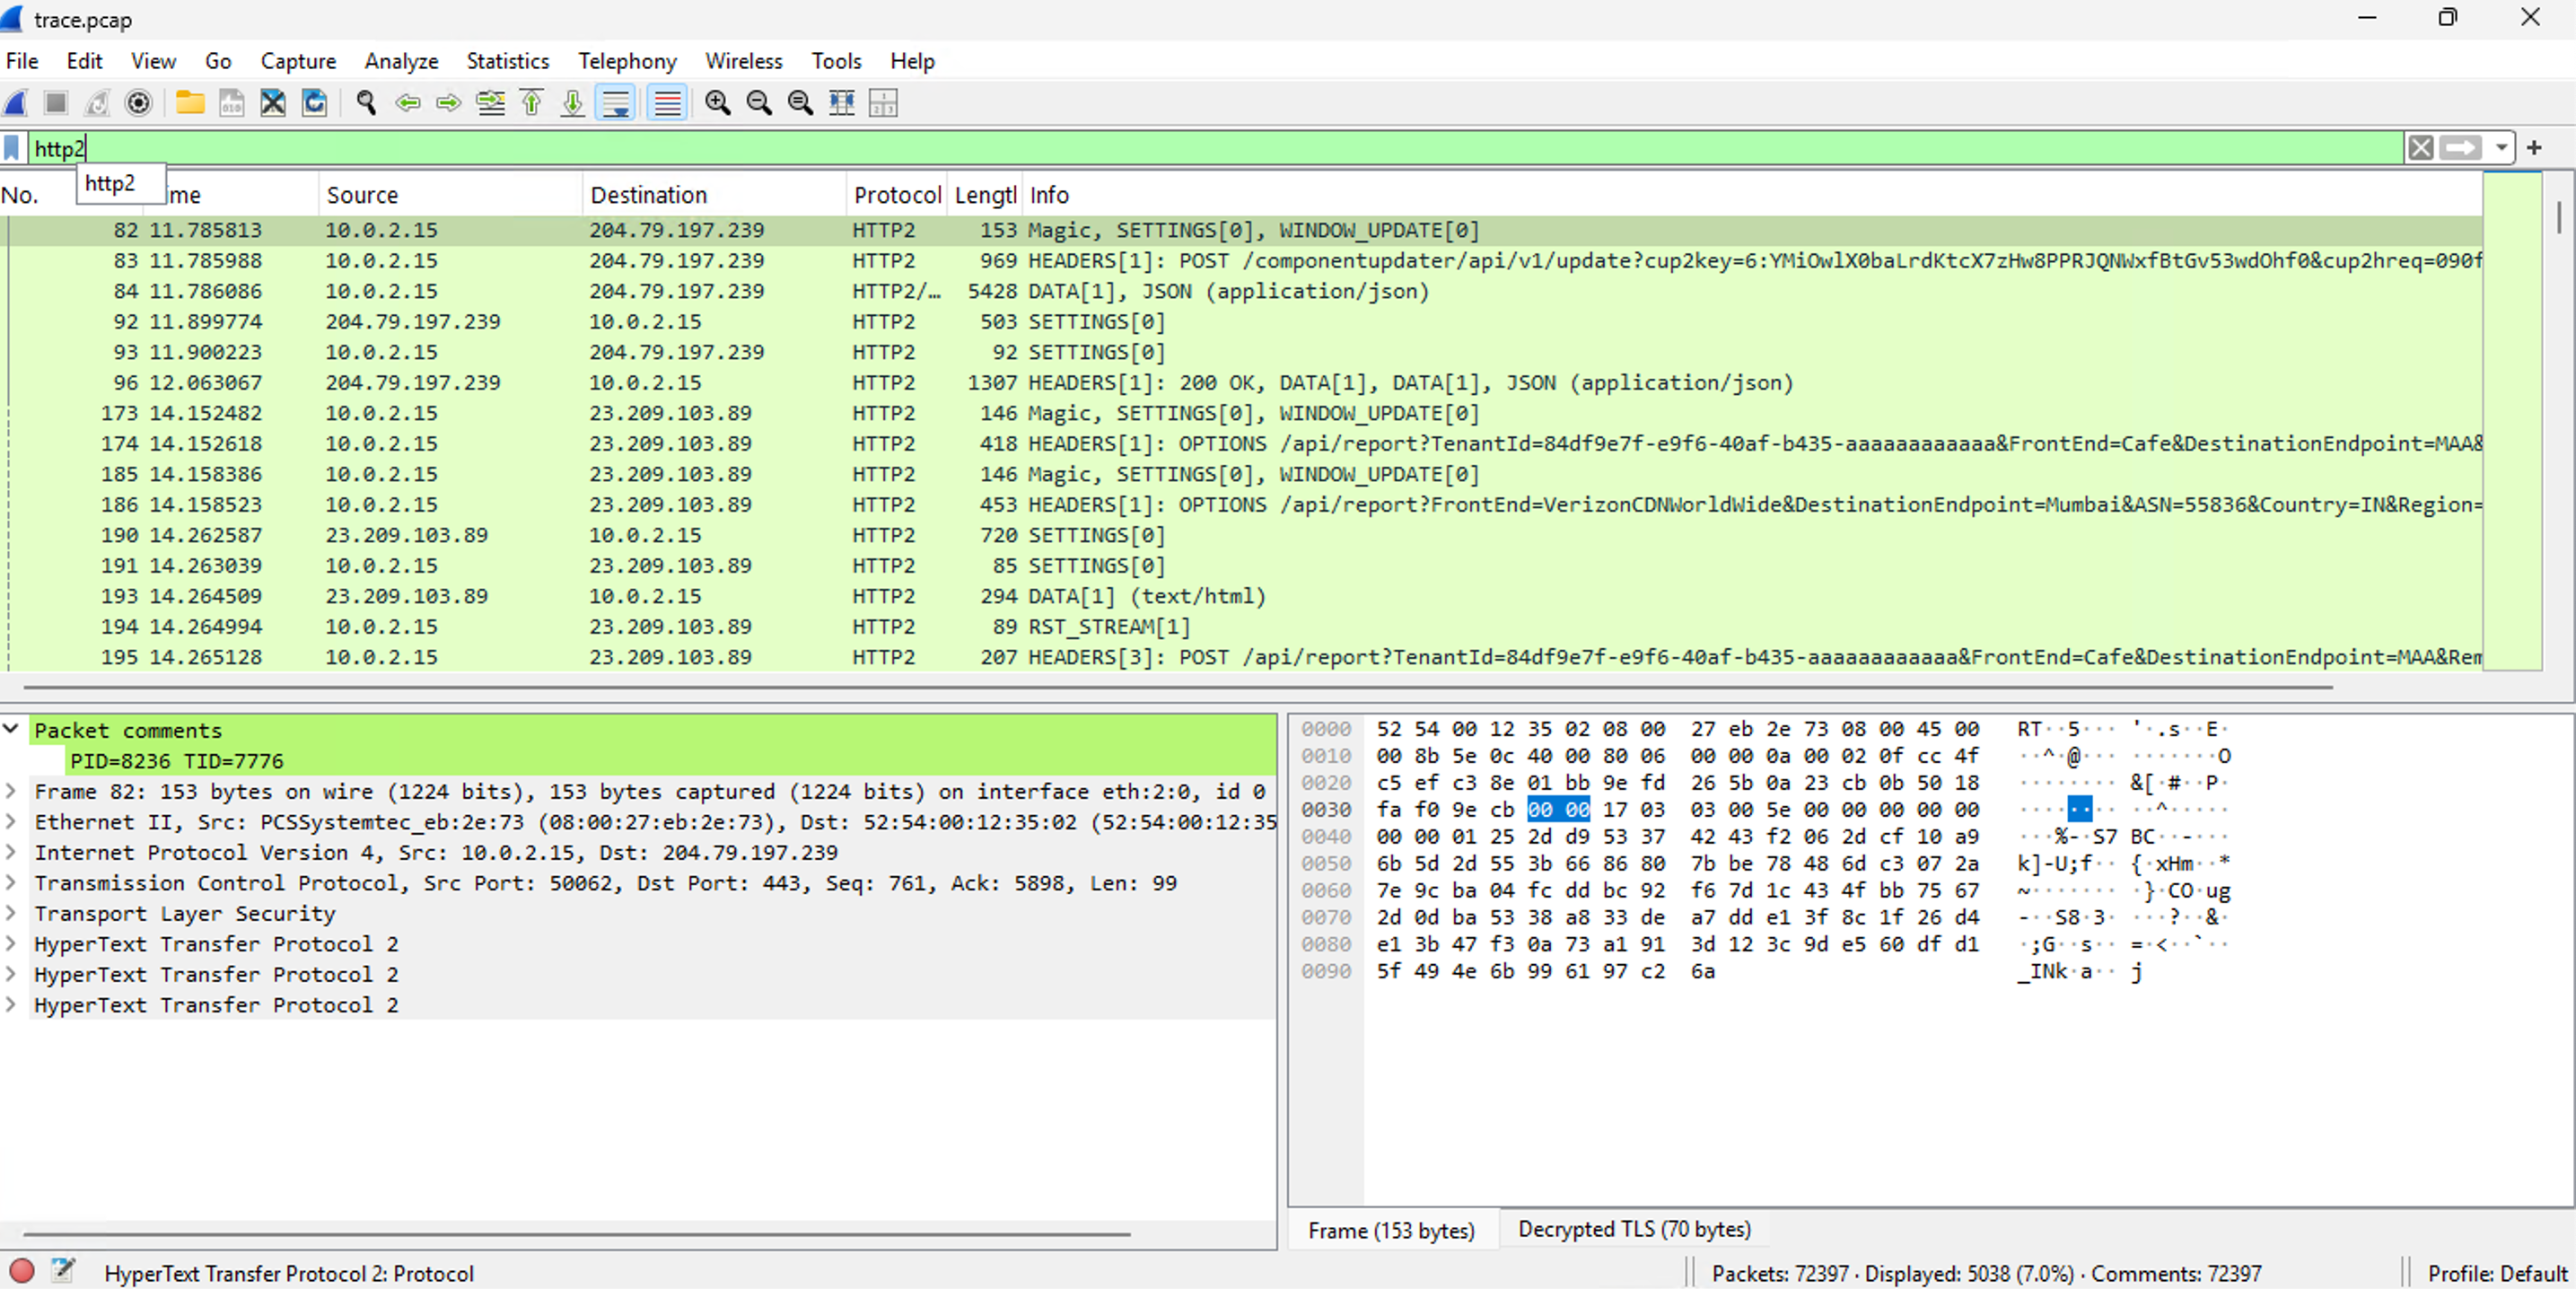 trace.pcap
File Edit View Go Capture Analyze Statistics Telephony Wireless Tools Help
http2
http2
No. Source Destination Protocol Lengtl Info
82 11.785813 10.0.2.15 204.79.197.239 HTTP2 153 Magic, SETTINGS[0], WINDOW_UPDATE[0]
83 11.785988 10.0.2.15 204.79.197.239 HTTP2 969 HEADERS[1]: POST /componentupdater/api/v1/update?cup2key=6:YMiOwlX0baLrdKtcX7zHw8PPRJQNWxfBtGv53wdOhf0&cup2hreq=090f
84 11.786086 10.0.2.15 204.79.197.239 HTTP2/… 5428 DATA[1], JSON (application/json)
92 11.899774 204.79.197.239 10.0.2.15 HTTP2 503 SETTINGS[0]
93 11.900223 10.0.2.15 204.79.197.239 HTTP2 92 SETTINGS[0]
96 12.063067 204.79.197.239 10.0.2.15 HTTP2 1307 HEADERS[1]: 200 OK, DATA[1], DATA[1], JSON (application/json)
173 14.152482 10.0.2.15 23.209.103.89 HTTP2 146 Magic, SETTINGS[0], WINDOW_UPDATE[0]
174 14.152618 10.0.2.15 23.209.103.89 HTTP2 418 HEADERS[1]: OPTIONS /api/report?TenantId=84df9e7f-e9f6-40af-b435-aaaaaaaaaaaa&FrontEnd=Cafe&DestinationEndpoint=MAA&
185 14.158386 10.0.2.15 23.209.103.89 HTTP2 146 Magic, SETTINGS[0], WINDOW_UPDATE[0]
186 14.158523 10.0.2.15 23.209.103.89 HTTP2 453 HEADERS[1]: OPTIONS /api/report?FrontEnd=VerizonCDNWorldWide&DestinationEndpoint=Mumbai&ASN=55836&Country=IN&Region=
190 14.262587 23.209.103.89 10.0.2.15 HTTP2 720 SETTINGS[0]
191 14.263039 10.0.2.15 23.209.103.89 HTTP2 85 SETTINGS[0]
193 14.264509 23.209.103.89 10.0.2.15 HTTP2 294 DATA[1] (text/html)
194 14.264994 10.0.2.15 23.209.103.89 HTTP2 89 RST_STREAM[1]
195 14.265128 10.0.2.15 23.209.103.89 HTTP2 207 HEADERS[3]: POST /api/report?TenantId=84df9e7f-e9f6-40af-b435-aaaaaaaaaaaa&FrontEnd=Cafe&DestinationEndpoint=MAA&Rem
Packet comments
PID=8236 TID=7776
Frame 82: 153 bytes on wire (1224 bits), 153 bytes captured (1224 bits) on interface eth:2:0, id 0
Ethernet II, Src: PCSSystemtec_eb:2e:73 (08:00:27:eb:2e:73), Dst: 52:54:00:12:35:02 (52:54:00:12:35
Internet Protocol Version 4, Src: 10.0.2.15, Dst: 204.79.197.239
Transmission Control Protocol, Src Port: 50062, Dst Port: 443, Seq: 761, Ack: 5898, Len: 99
Transport Layer Security
HyperText Transfer Protocol 2
HyperText Transfer Protocol 2
HyperText Transfer Protocol 2
0000 52 54 00 12 35 02 08 00 27 eb 2e 73 08 00 45 00 RT··5··· '·.s··E·
0010 00 8b 5e 0c 40 00 80 06 00 00 0a 00 02 0f cc 4f ··^·@··· ·······O
0020 c5 ef c3 8e 01 bb 9e fd 26 5b 0a 23 cb 0b 50 18 ········ &[·#··P·
0030 fa f0 9e cb 00 00 17 03 03 00 5e 00 00 00 00 00 ········ ··^·····
0040 00 00 01 25 2d d9 53 37 42 43 f2 06 2d cf 10 a9 ···%-·S7 BC··-···
0050 6b 5d 2d 55 3b 66 86 80 7b be 78 48 6d c3 07 2a k]-U;f·· {·xHm··*
0060 7e 9c ba 04 fc dd bc 92 f6 7d 1c 43 4f bb 75 67 ~······· ·}·CO·ug
0070 2d 0d ba 53 38 a8 33 de a7 dd e1 3f 8c 1f 26 d4 -··S8·3· ···?··&·
0080 e1 3b 47 f3 0a 73 a1 91 3d 12 3c 9d e5 60 df d1 ·;G··s·· =·<··`··
0090 5f 49 4e 6b 99 61 97 c2 6a _INk·a·· j
Frame (153 bytes) Decrypted TLS (70 bytes)
HyperText Transfer Protocol 2: Protocol Packets: 72397 · Displayed: 5038 (7.0%) · Comments: 72397 Profile: Default